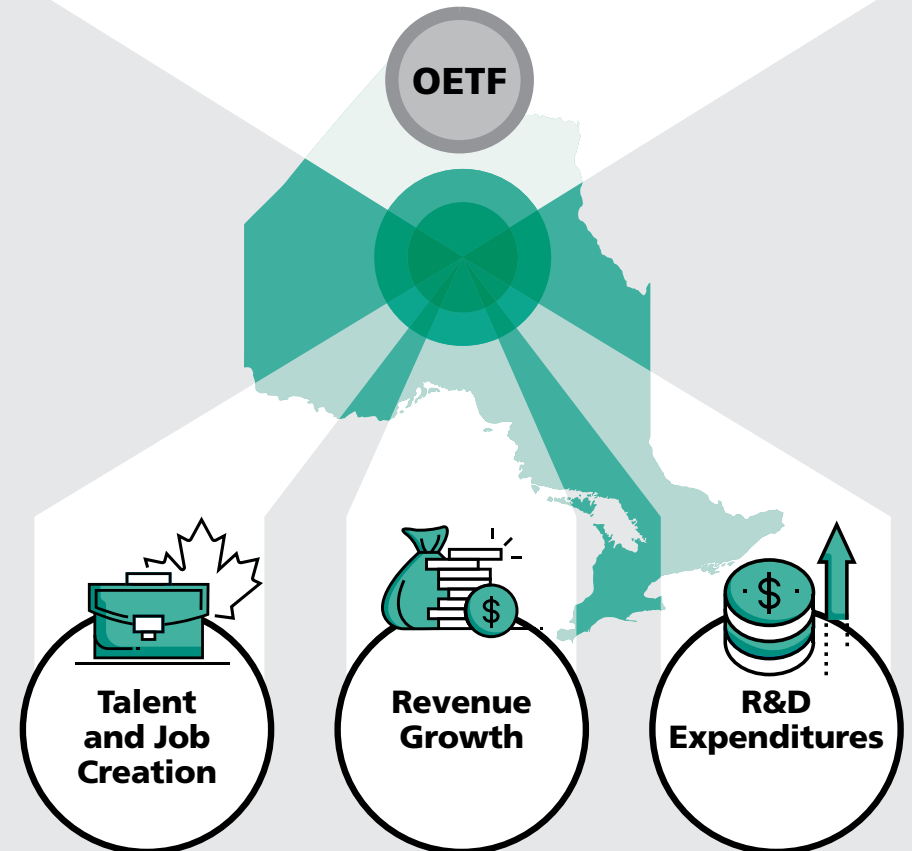 OETF
$
$
Talent
and Job
Creation
Revenue
Growth
R&D
Expenditures